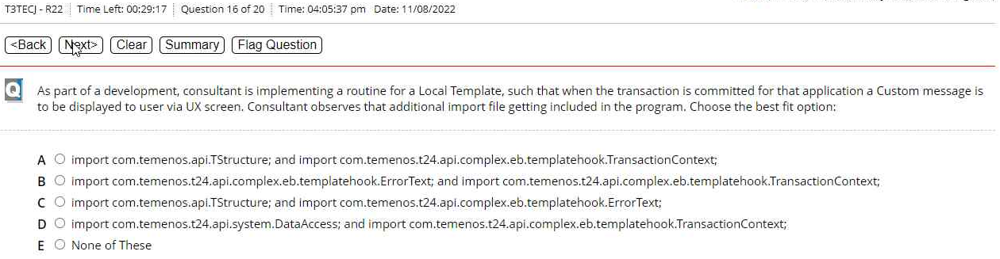 T3TECJ - R22 Time Left: 00:29:17 Question 16 of 20 Time: 04:05:37 pm Date: 11/08/2022
<Back Next> Clear Summary Flag Question
Q As part of a development, consultant is implementing a routine for a Local Template, such that when the transaction is committed for that application a Custom message is
to be displayed to user via UX screen. Consultant observes that additional import file getting included in the program. Choose the best fit option:
A import com.temenos.api.TStructure; and import com.temenos.t24.api.complex.eb.templatehook.TransactionContext;
B import com.temenos.t24.api.complex.eb.templatehook.ErrorText; and import com.temenos.t24.api.complex.eb.templatehook.TransactionContext;
C import com.temenos.api.TStructure; and import com.temenos.t24.api.complex.eb.templatehook.ErrorText;
D import com.temenos.t24.api.system.DataAccess; and import com.temenos.t24.api.complex.eb.templatehook.TransactionContext;
E None of These